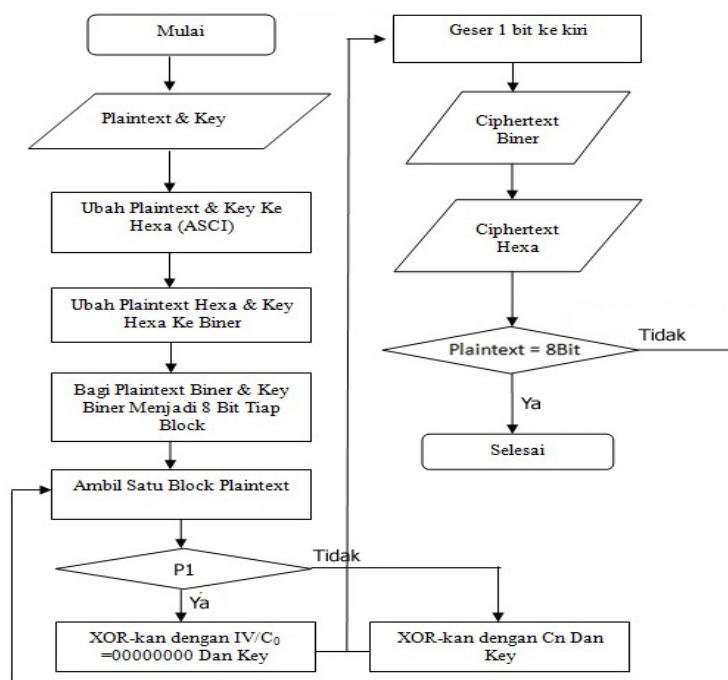 Mulai
Plaintext & Key
Ubah Plaintext & Key Ke
Hexa (ASCI)
Ubah Plaintext Hexa & Key
Hexa Ke Biner
Bagi Plaintext Biner & Key
Biner Menjadi 8 Bit Tiap
Block
Ambil Satu Block Plaintext
P1
Tidak
Ya
XOR-kan dengan IV/C₀
=00000000 Dan Key
XOR-kan dengan Cn Dan
Key
Geser 1 bit ke kiri
Ciphertext
Biner
Ciphertext
Hexa
Plaintext = 8Bit
Tidak
Ya
Selesai